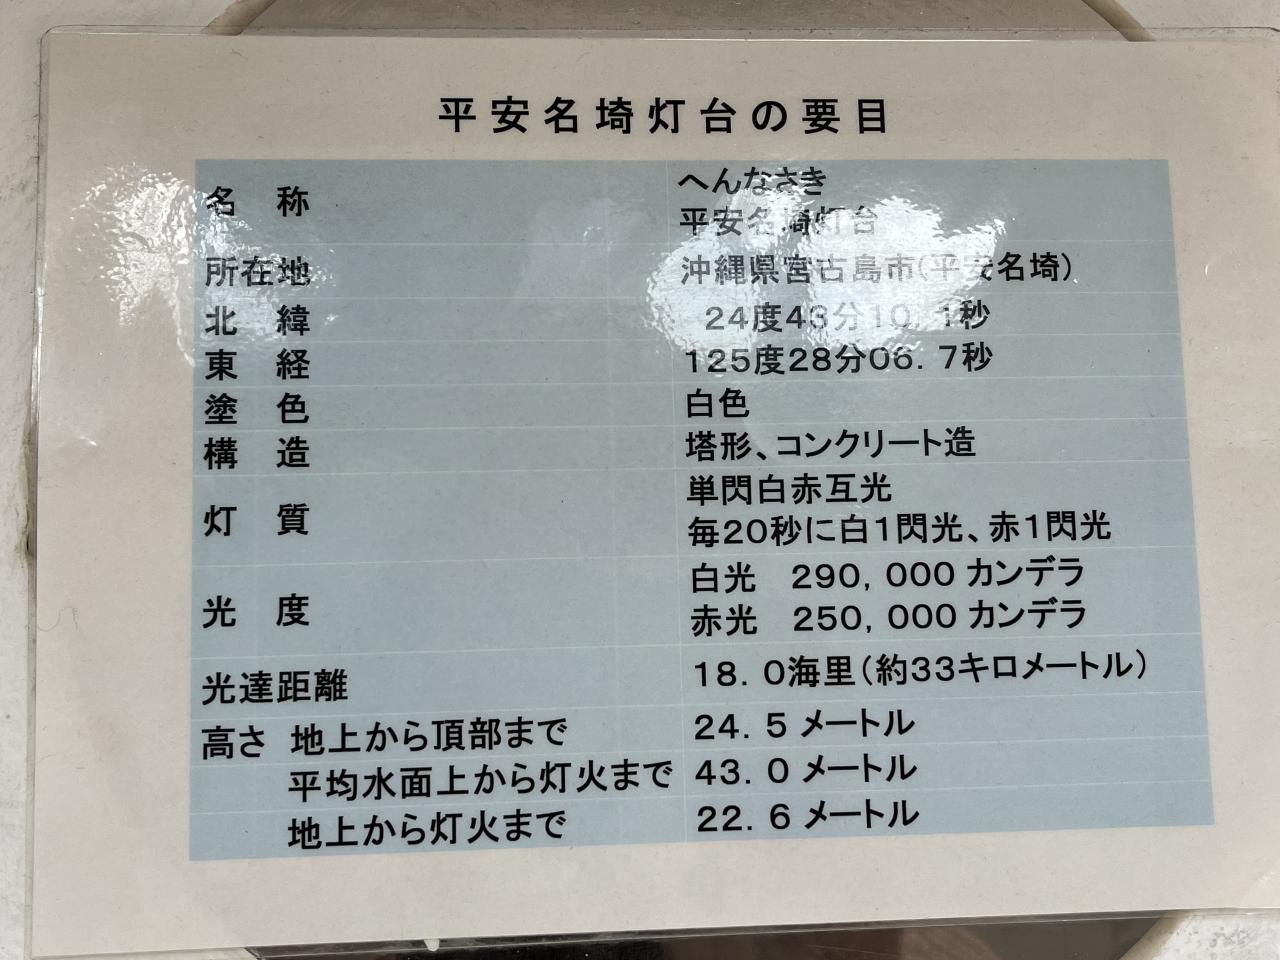 平安名埼灯台の要目
名　称
へんなさき
平安名埼灯台
所在地 沖縄県宮古島市(平安名埼)
北　緯 24度43分10.1秒
東　経 125度28分06.7秒
塗　色 白色
構　造 塔形、コンクリート造
灯　質
単閃白赤互光
毎20秒に白1閃光、赤1閃光
光　度
白光　290,000 カンデラ
赤光　250,000 カンデラ
光達距離 18.0海里(約33キロメートル)
高さ 地上から頂部まで 24.5 メートル
平均水面上から灯火まで 43.0 メートル
地上から灯火まで 22.6 メートル